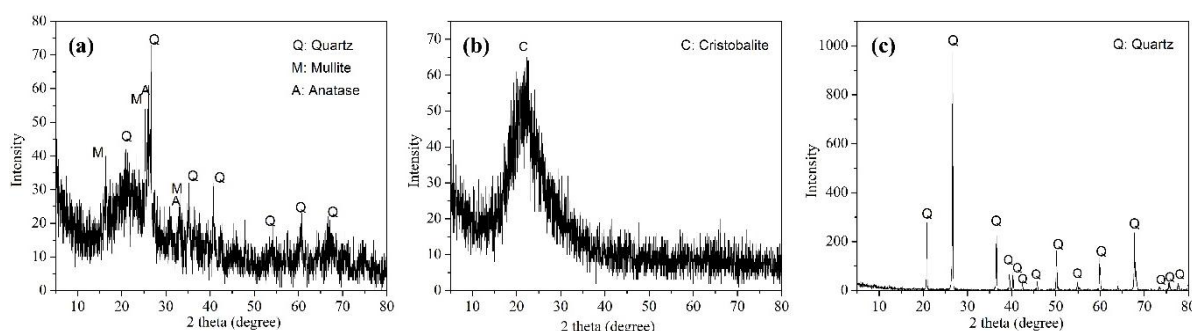 (a)
Q: Quartz
M: Mullite
A: Anatase
Q
A
M
Q
M
M
A
Q
Q
Q
Q
Q
80
70
60
50
40
30
20
10
0
Intensity
10 20 30 40 50 60 70 80
2 theta (degree)
(b)
C
C: Cristobalite
70
60
50
40
30
20
10
0
Intensity
10 20 30 40 50 60 70 80
2 theta (degree)
(c)
Q
Q: Quartz
Q
Q
Q
Q
Q
Q
Q
Q
Q
Q
Q
Q
Q
1000
800
600
400
200
0
Intensity
10 20 30 40 50 60 70 80
2 theta (degree)